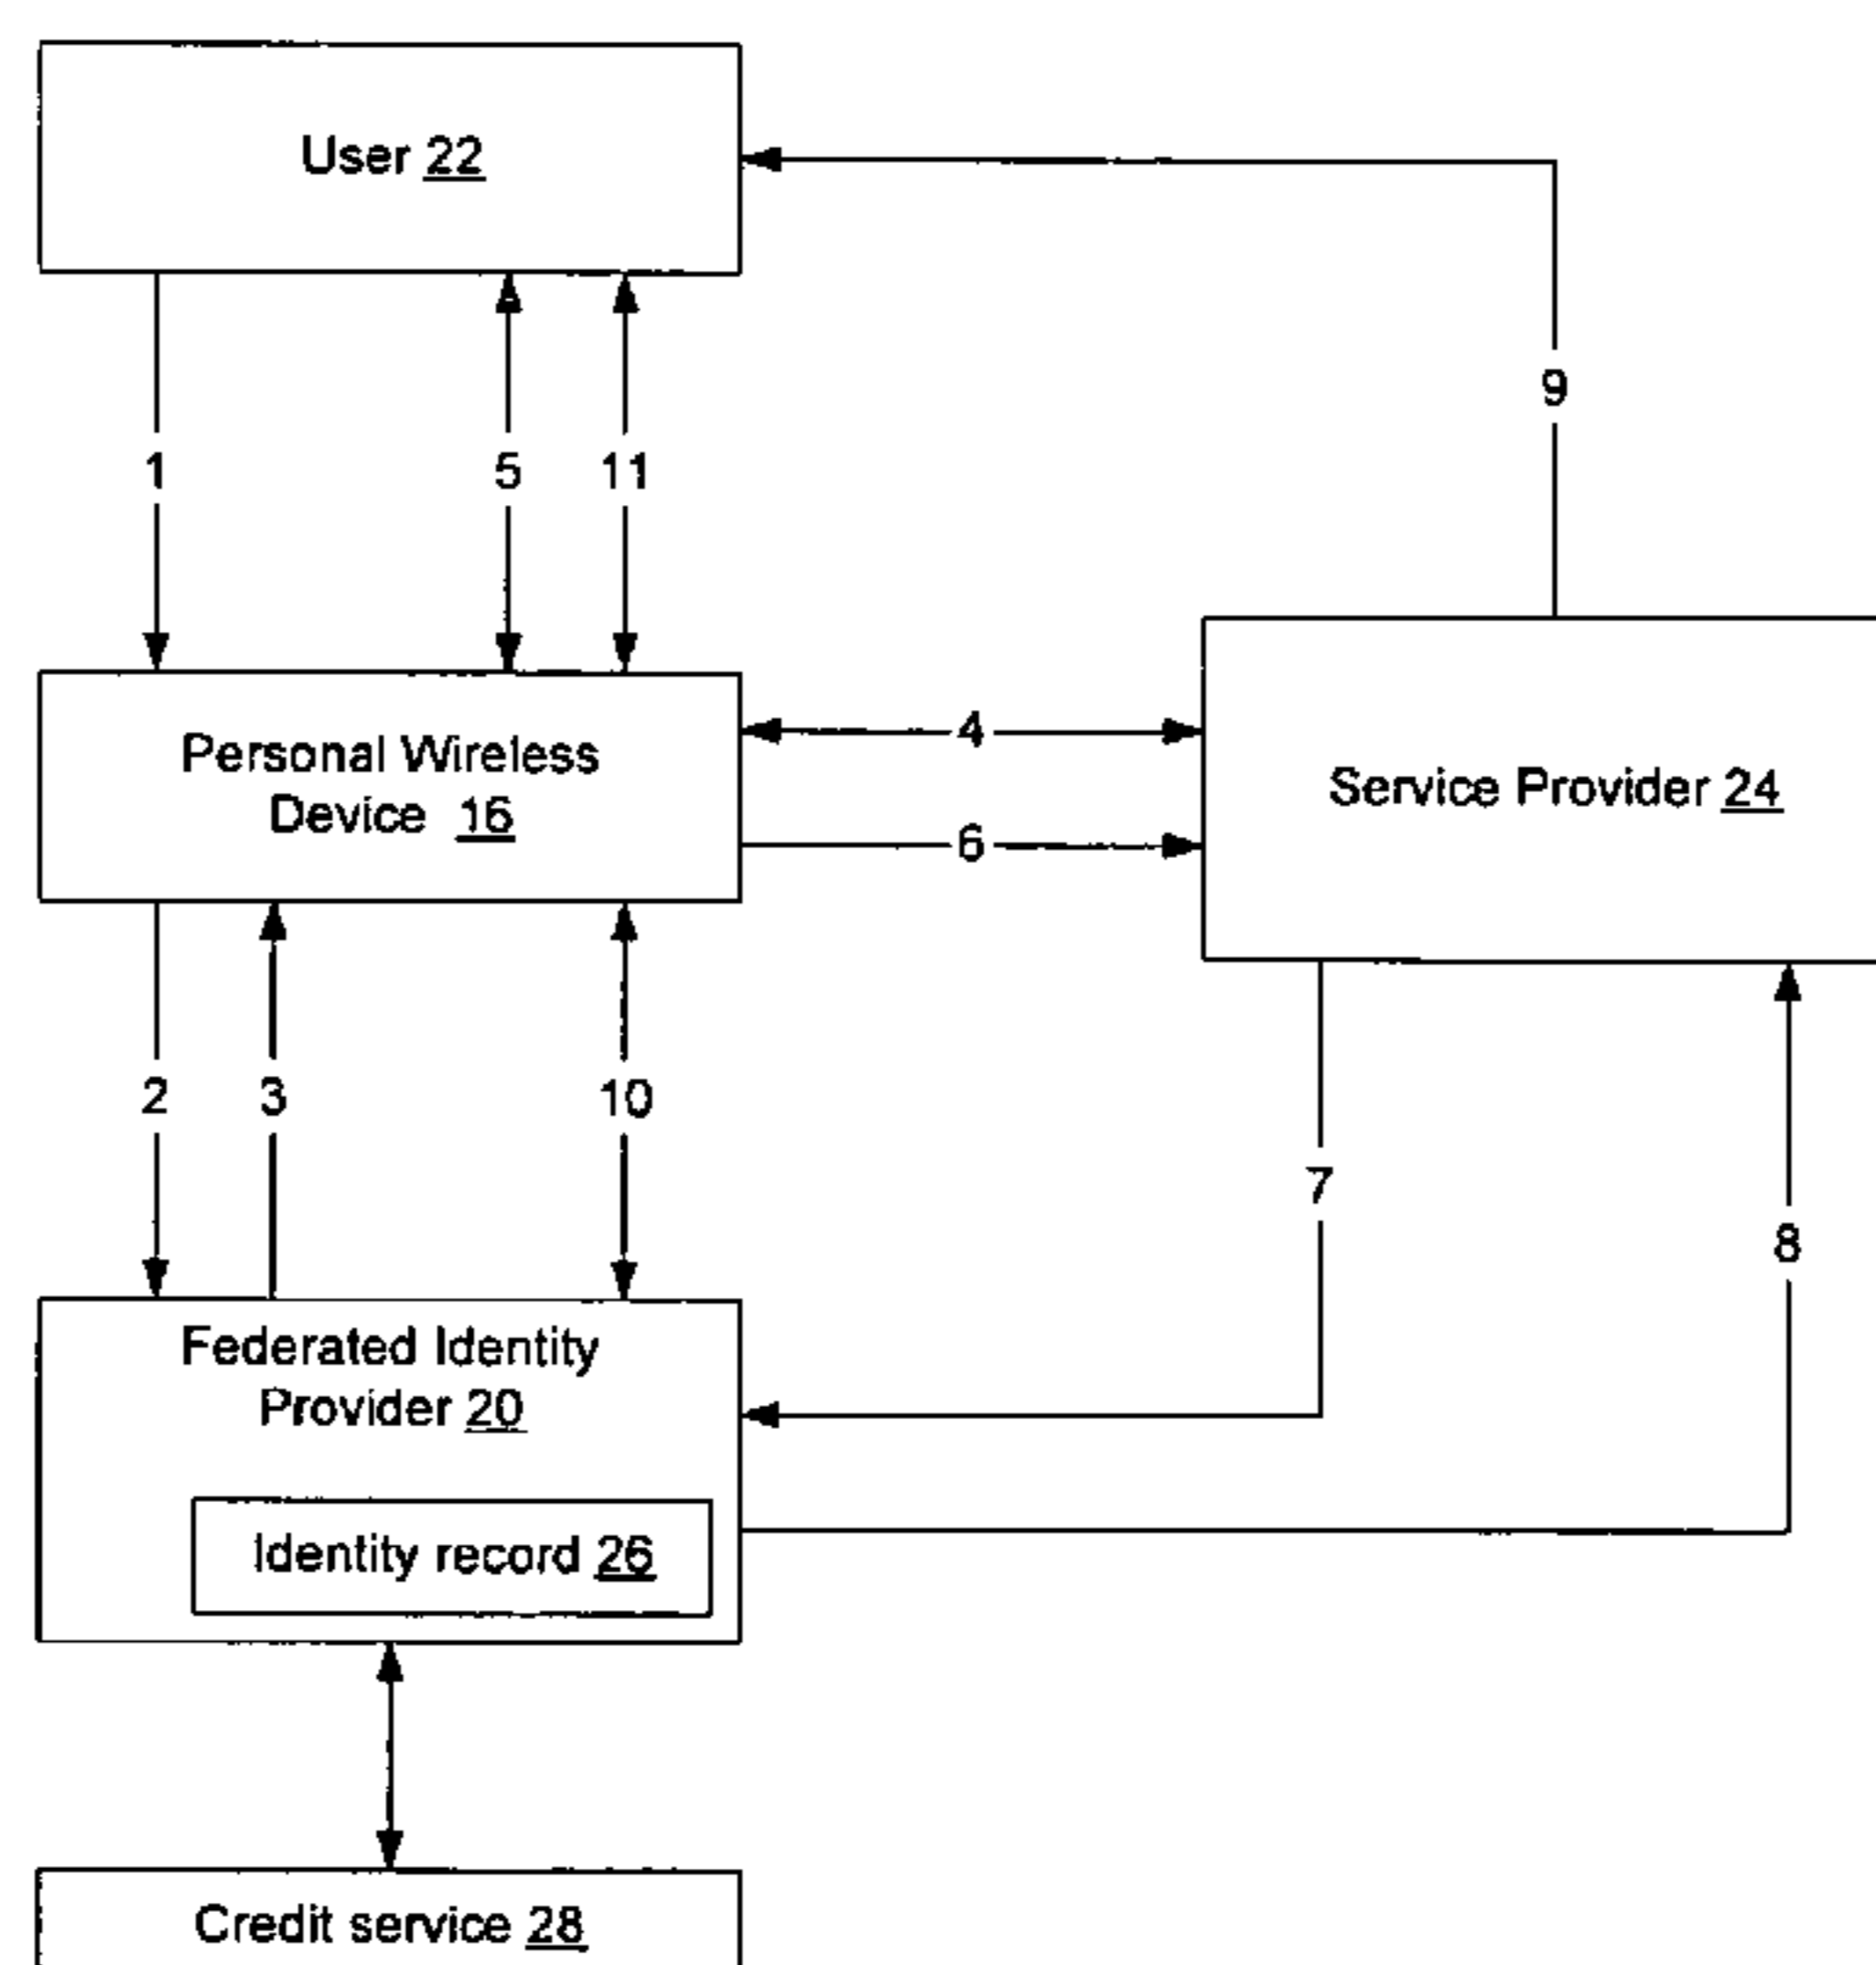 User 22
9
1
5
11
Personal Wireless
Device 16
4
6
Service Provider 24
2
3
10
7
8
Federated Identity
Provider 20
Identity record 26
Credit service 28